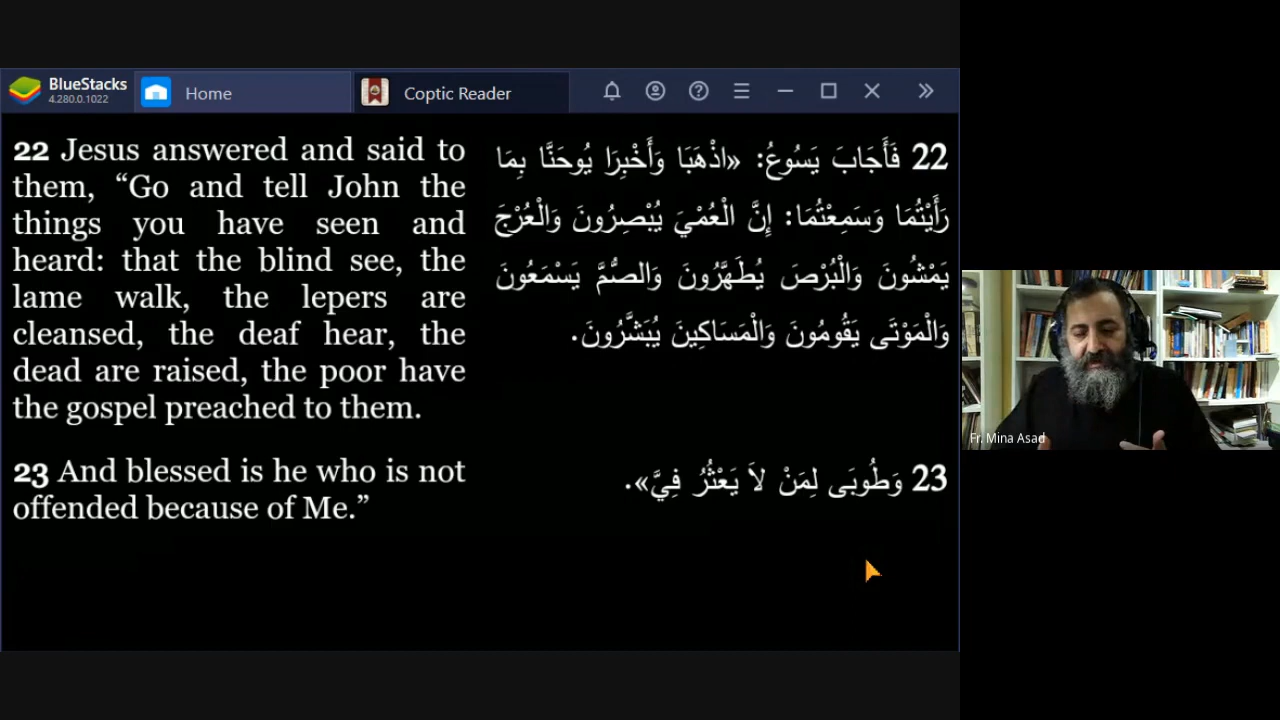 BlueStacks
4.280.0.1022
Home
Coptic Reader
22 Jesus answered and said to
them, “Go and tell John the
things you have seen and
heard: that the blind see, the
lame walk, the lepers are
cleansed, the deaf hear, the
dead are raised, the poor have
the gospel preached to them.
23 And blessed is he who is not
offended because of Me.”
22 فَأَجَابَ يَسُوعُ: «اذْهَبَا وَأَخْبِرَا يُوحَنَّا بِمَا
رَأَيْتُمَا وَسَمِعْتُمَا: إِنَّ الْعُمْيَ يُبْصِرُونَ وَالْعُرْجَ
يَمْشُونَ وَالْبُرْصَ يُطَهَّرُونَ وَالصُّمَّ يَسْمَعُونَ
وَالْمَوْتَى يَقُومُونَ وَالْمَسَاكِينَ يُبَشَّرُونَ.
23 وَطُوبَى لِمَنْ لاَ يَعْثُرُ فِيَّ».
Fr. Mina Asad